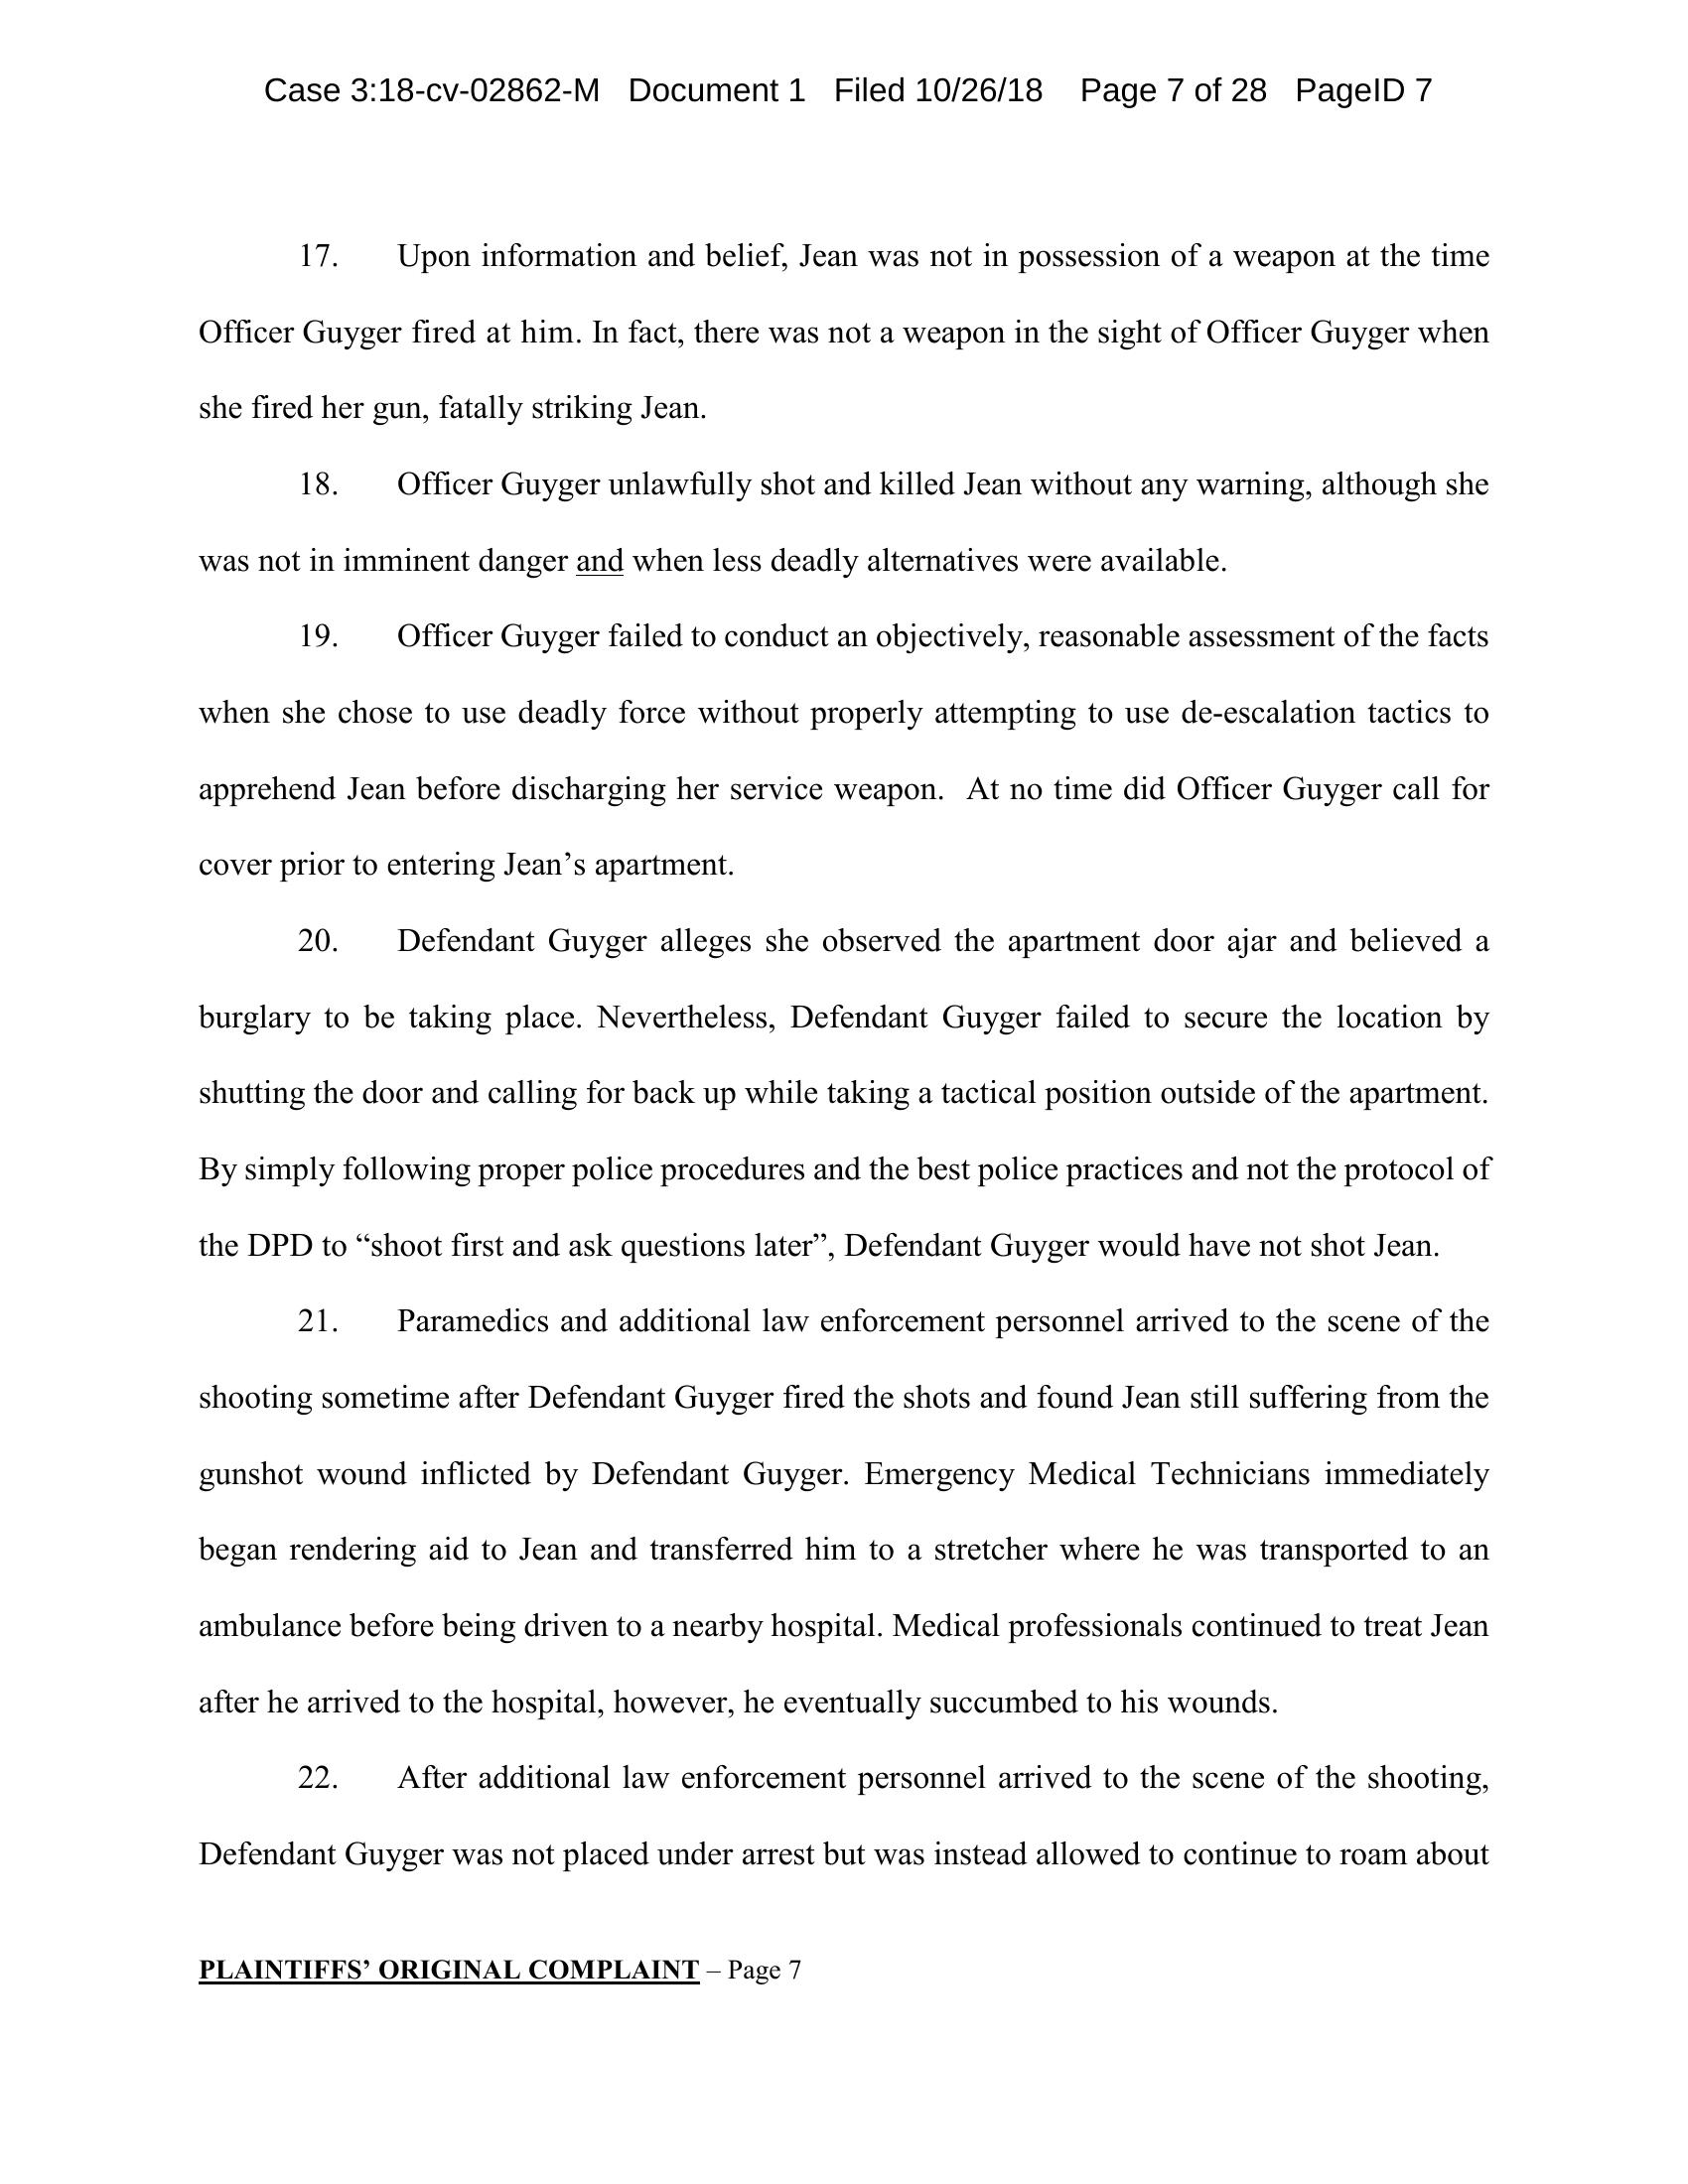 Case 3:18-cv-02862-M Document 1 Filed 10/26/18 Page 7 of 28 PageID 7
17. Upon information and belief, Jean was not in possession of a weapon at the time
Officer Guyger fired at him. In fact, there was not a weapon in the sight of Officer Guyger when
she fired her gun, fatally striking Jean.
18. Officer Guyger unlawfully shot and killed Jean without any warning, although she
was not in imminent danger and when less deadly alternatives were available.
19. Officer Guyger failed to conduct an objectively, reasonable assessment of the facts
when she chose to use deadly force without properly attempting to use de-escalation tactics to
apprehend Jean before discharging her service weapon. At no time did Officer Guyger call for
cover prior to entering Jean’s apartment.
20. Defendant Guyger alleges she observed the apartment door ajar and believed a
burglary to be taking place. Nevertheless, Defendant Guyger failed to secure the location by
shutting the door and calling for back up while taking a tactical position outside of the apartment.
By simply following proper police procedures and the best police practices and not the protocol of
the DPD to “shoot first and ask questions later”, Defendant Guyger would have not shot Jean.
21. Paramedics and additional law enforcement personnel arrived to the scene of the
shooting sometime after Defendant Guyger fired the shots and found Jean still suffering from the
gunshot wound inflicted by Defendant Guyger. Emergency Medical Technicians immediately
began rendering aid to Jean and transferred him to a stretcher where he was transported to an
ambulance before being driven to a nearby hospital. Medical professionals continued to treat Jean
after he arrived to the hospital, however, he eventually succumbed to his wounds.
22. After additional law enforcement personnel arrived to the scene of the shooting,
Defendant Guyger was not placed under arrest but was instead allowed to continue to roam about
PLAINTIFFS’ ORIGINAL COMPLAINT – Page 7